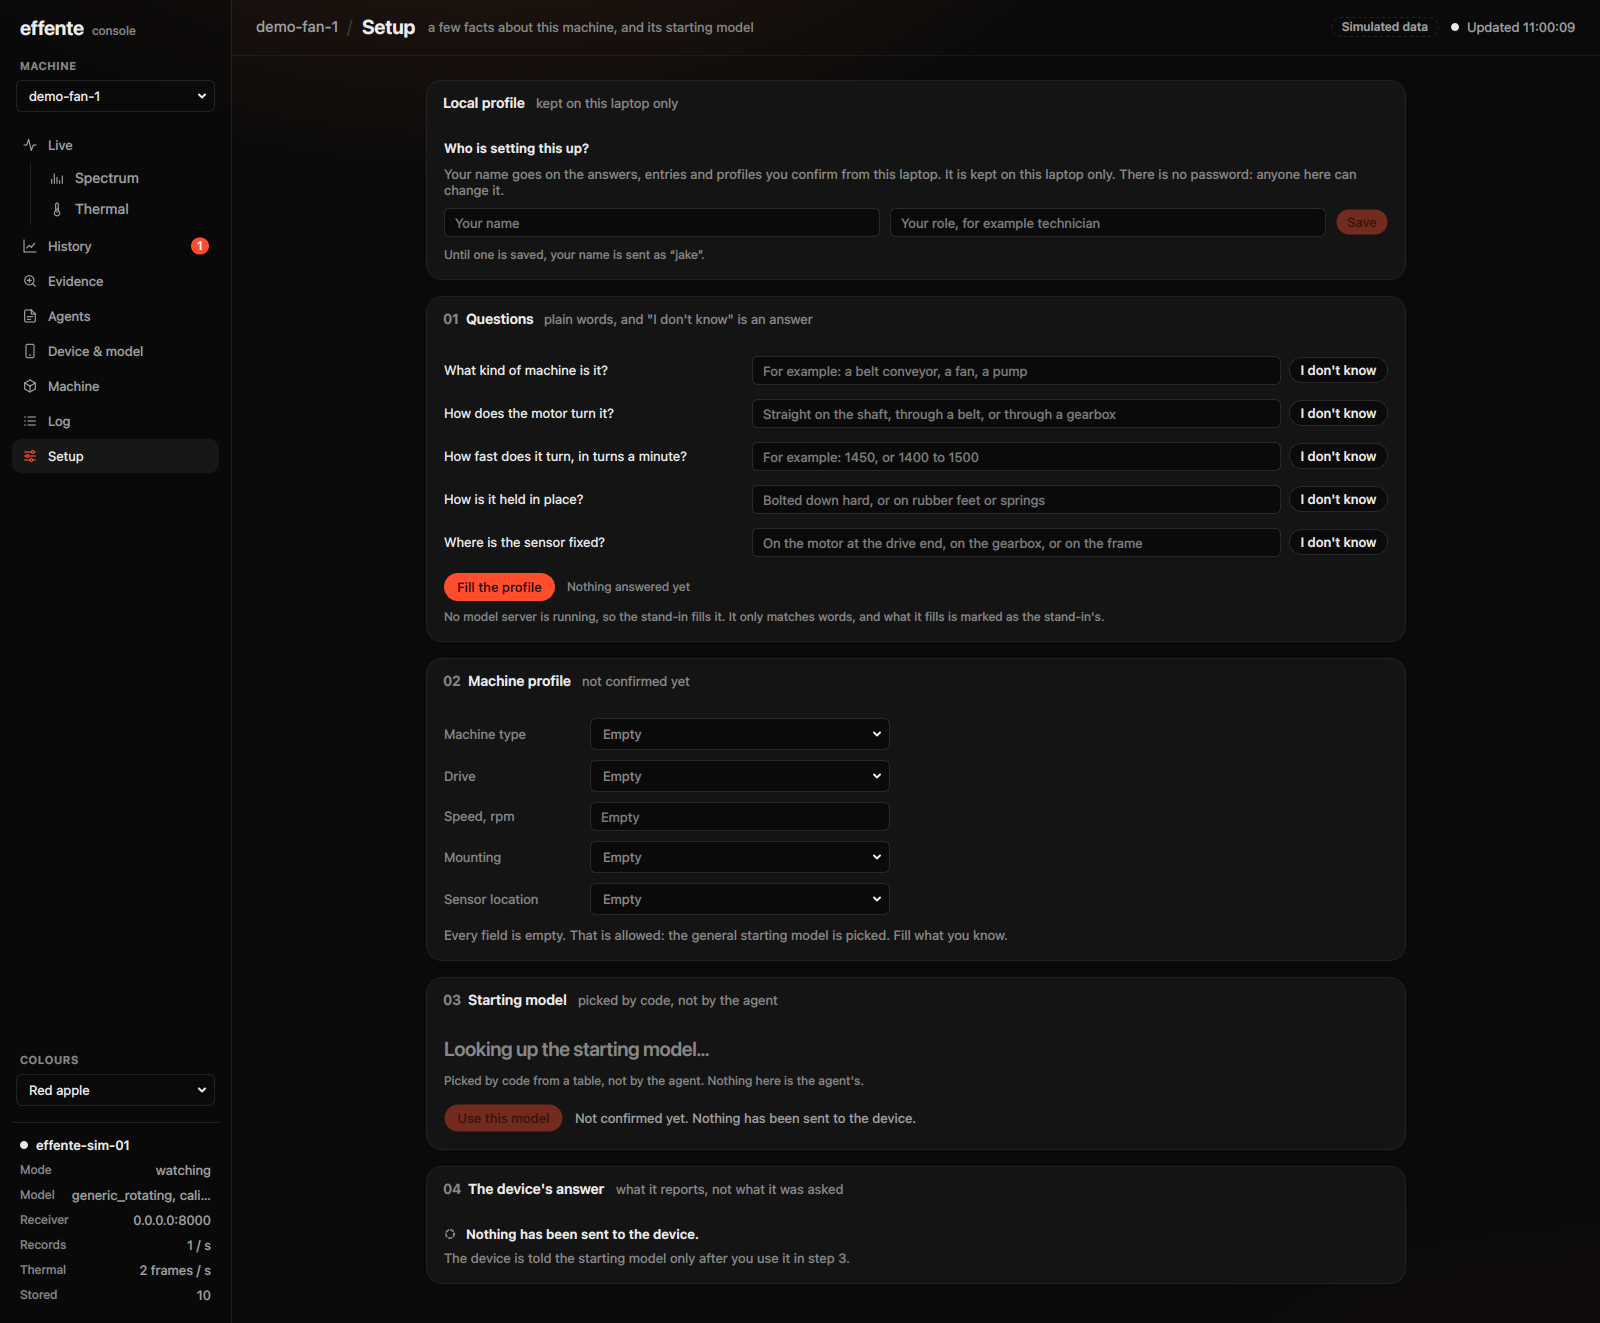 effente console
MACHINE
demo-fan-1
Live
Spectrum
Thermal
History 1
Evidence
Agents
Device & model
Machine
Log
Setup
COLOURS
Red apple
effente-sim-01
Mode watching
Model generic_rotating, cali...
Receiver 0.0.0.0:8000
Records 1 / s
Thermal 2 frames / s
Stored 10
demo-fan-1 / Setup a few facts about this machine, and its starting model
Simulated data Updated 11:00:09
Local profile kept on this laptop only
Who is setting this up?
Your name goes on the answers, entries and profiles you confirm from this laptop. It is kept on this laptop only. There is no password: anyone here can
change it.
Your name Your role, for example technician Save
Until one is saved, your name is sent as “jake”.
01 Questions plain words, and "I don't know" is an answer
What kind of machine is it? For example: a belt conveyor, a fan, a pump I don't know
How does the motor turn it? Straight on the shaft, through a belt, or through a gearbox I don't know
How fast does it turn, in turns a minute? For example: 1450, or 1400 to 1500 I don't know
How is it held in place? Bolted down hard, or on rubber feet or springs I don't know
Where is the sensor fixed? On the motor at the drive end, on the gearbox, or on the frame I don't know
Fill the profile Nothing answered yet
No model server is running, so the stand-in fills it. It only matches words, and what it fills is marked as the stand-in's.
02 Machine profile not confirmed yet
Machine type Empty
Drive Empty
Speed, rpm Empty
Mounting Empty
Sensor location Empty
Every field is empty. That is allowed: the general starting model is picked. Fill what you know.
03 Starting model picked by code, not by the agent
Looking up the starting model...
Picked by code from a table, not by the agent. Nothing here is the agent's.
Use this model Not confirmed yet. Nothing has been sent to the device.
04 The device's answer what it reports, not what it was asked
Nothing has been sent to the device.
The device is told the starting model only after you use it in step 3.